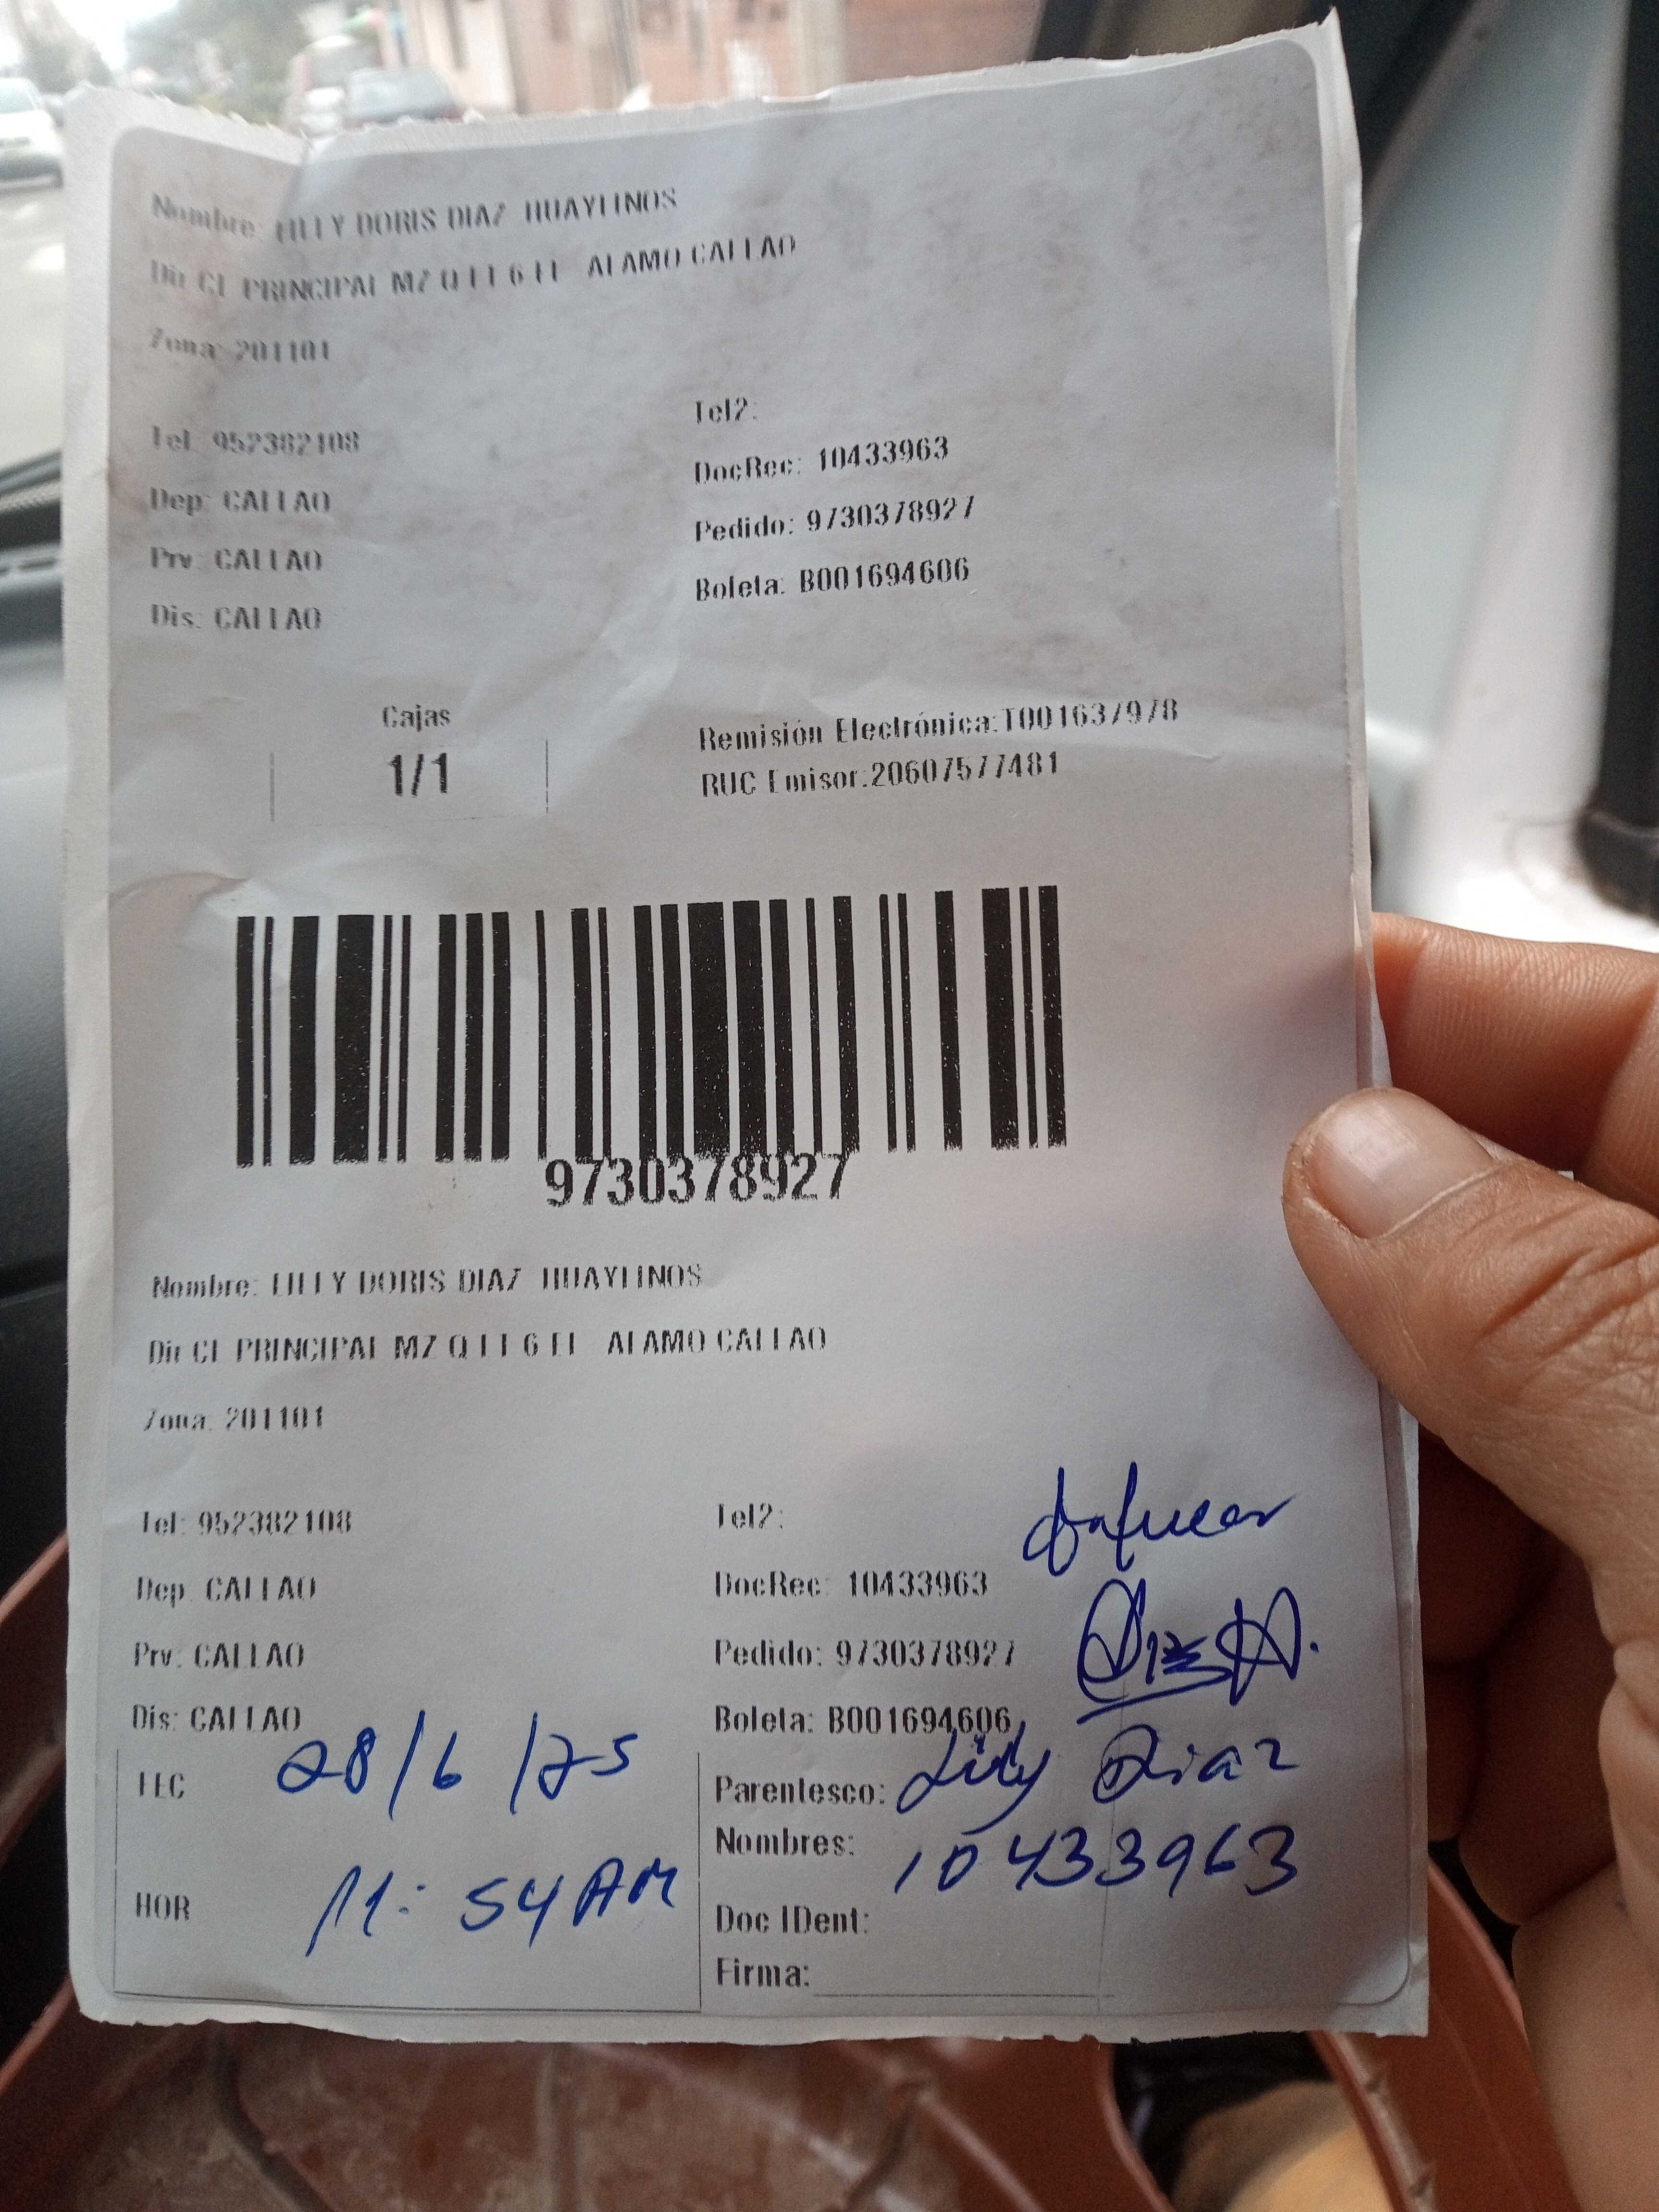 Nombre: LILLY DORIS DIAZ HUAYLINOS
Dir CL PRINCIPAL MZ Q LT 6 EL ALAMO CALLAO
Zona: 201101
Tel: 952382108
Tel2:
Dep: CALLAO
DocRec: 10433963
Prv: CALLAO
Pedido: 9730378927
Dis: CALLAO
Boleta: B001694606
Cajas
1/1
Remisión Electrónica:T001637978
RUC Emisor:20607577481
9730378927
Nombre: LILLY DORIS DIAZ HUAYLINOS
Dir CL PRINCIPAL MZ Q LT 6 EL ALAMO CALLAO
Zona: 201101
Tel: 952382108
Tel2:
Dep: CALLAO
DocRec: 10433963
Prv: CALLAO
Pedido: 9730378927
Dis: CALLAO
Boleta: B001694606
FEC 28/6/25
Parentesco: Lily Diaz
Nombres: 10433963
HOR 11:54 AM
Doc IDent:
Firma: